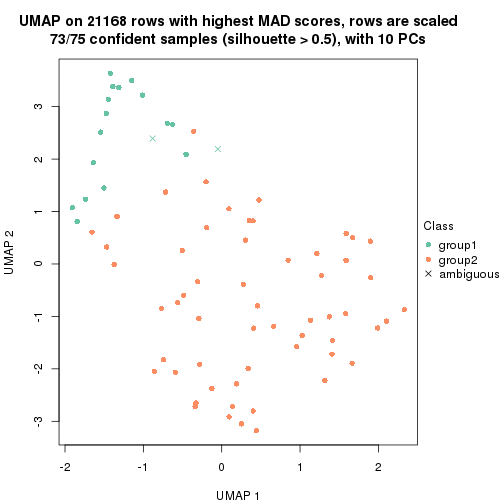 UMAP on 21168 rows with highest MAD scores, rows are scaled
73/75 confident samples (silhouette > 0.5), with 10 PCs
3
2
1
0
-1
-2
-3
UMAP 2
-2
-1
0
1
2
UMAP 1
Class
group1
group2
ambiguous